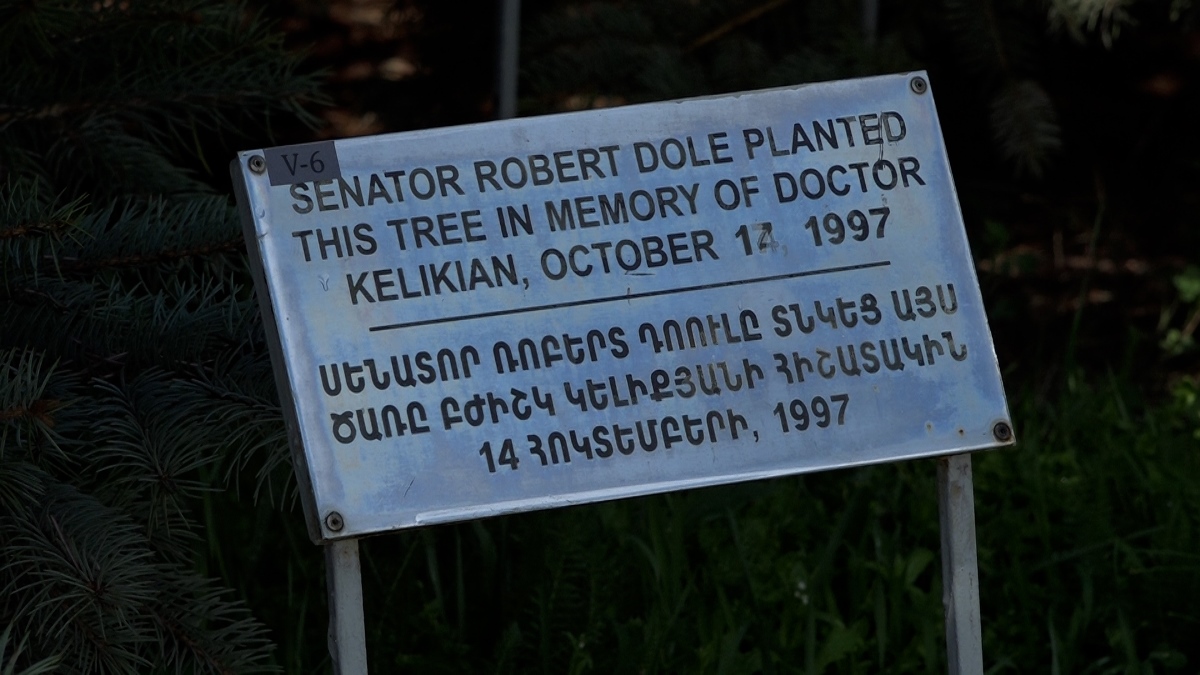 V-6
SENATOR ROBERT DOLE PLANTED
THIS TREE IN MEMORY OF DOCTOR
KELIKIAN, OCTOBER 1997
ՍԵՆԱՏՈՐ ՌՈԲԵՐՏ ԴՈՈՒԼԸ ՏՆԿԵՑ ԱՅՍ
ԾԱՌԸ ԲԺԻՇԿ ԿԵԼԻՔՅԱՆԻ ՀԻՇԱՏԱԿԻՆ
14 ՀՈԿՏԵՄԲԵՐԻ, 1997